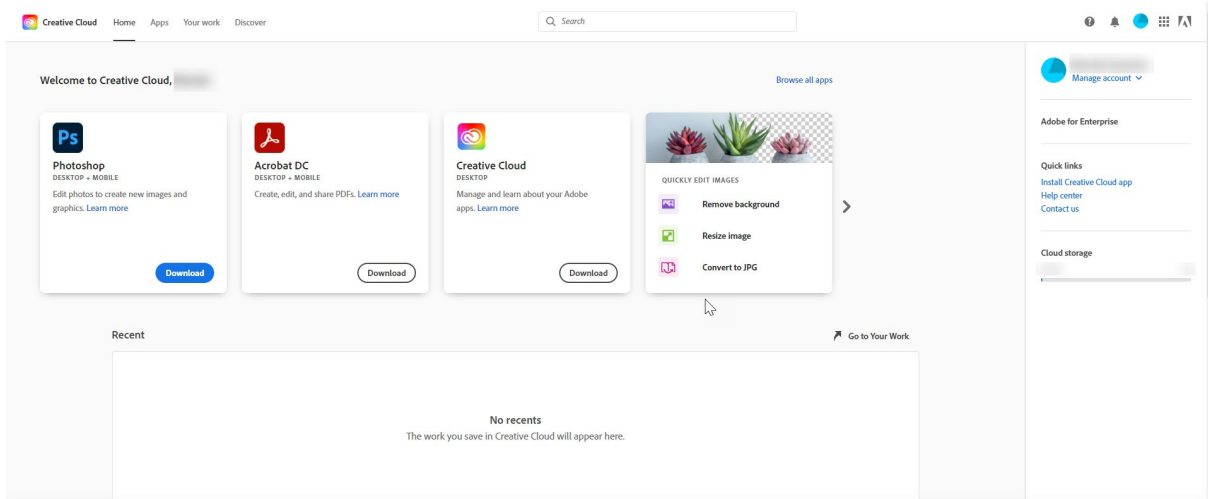 Creative Cloud Home Apps Your work Discover Search
Welcome to Creative Cloud,
Browse all apps
Ps
Photoshop
DESKTOP + MOBILE
Edit photos to create new images and
graphics. Learn more
Download
Acrobat DC
DESKTOP + MOBILE
Create, edit, and share PDFs. Learn more
Download
Creative Cloud
DESKTOP
Manage and learn about your Adobe
apps. Learn more
Download
QUICKLY EDIT IMAGES
Remove background
Resize image
Convert to JPG
Manage account
Adobe for Enterprise
Quick links
Install Creative Cloud app
Help center
Contact us
Cloud storage
Recent
Go to Your Work
No recents
The work you save in Creative Cloud will appear here.